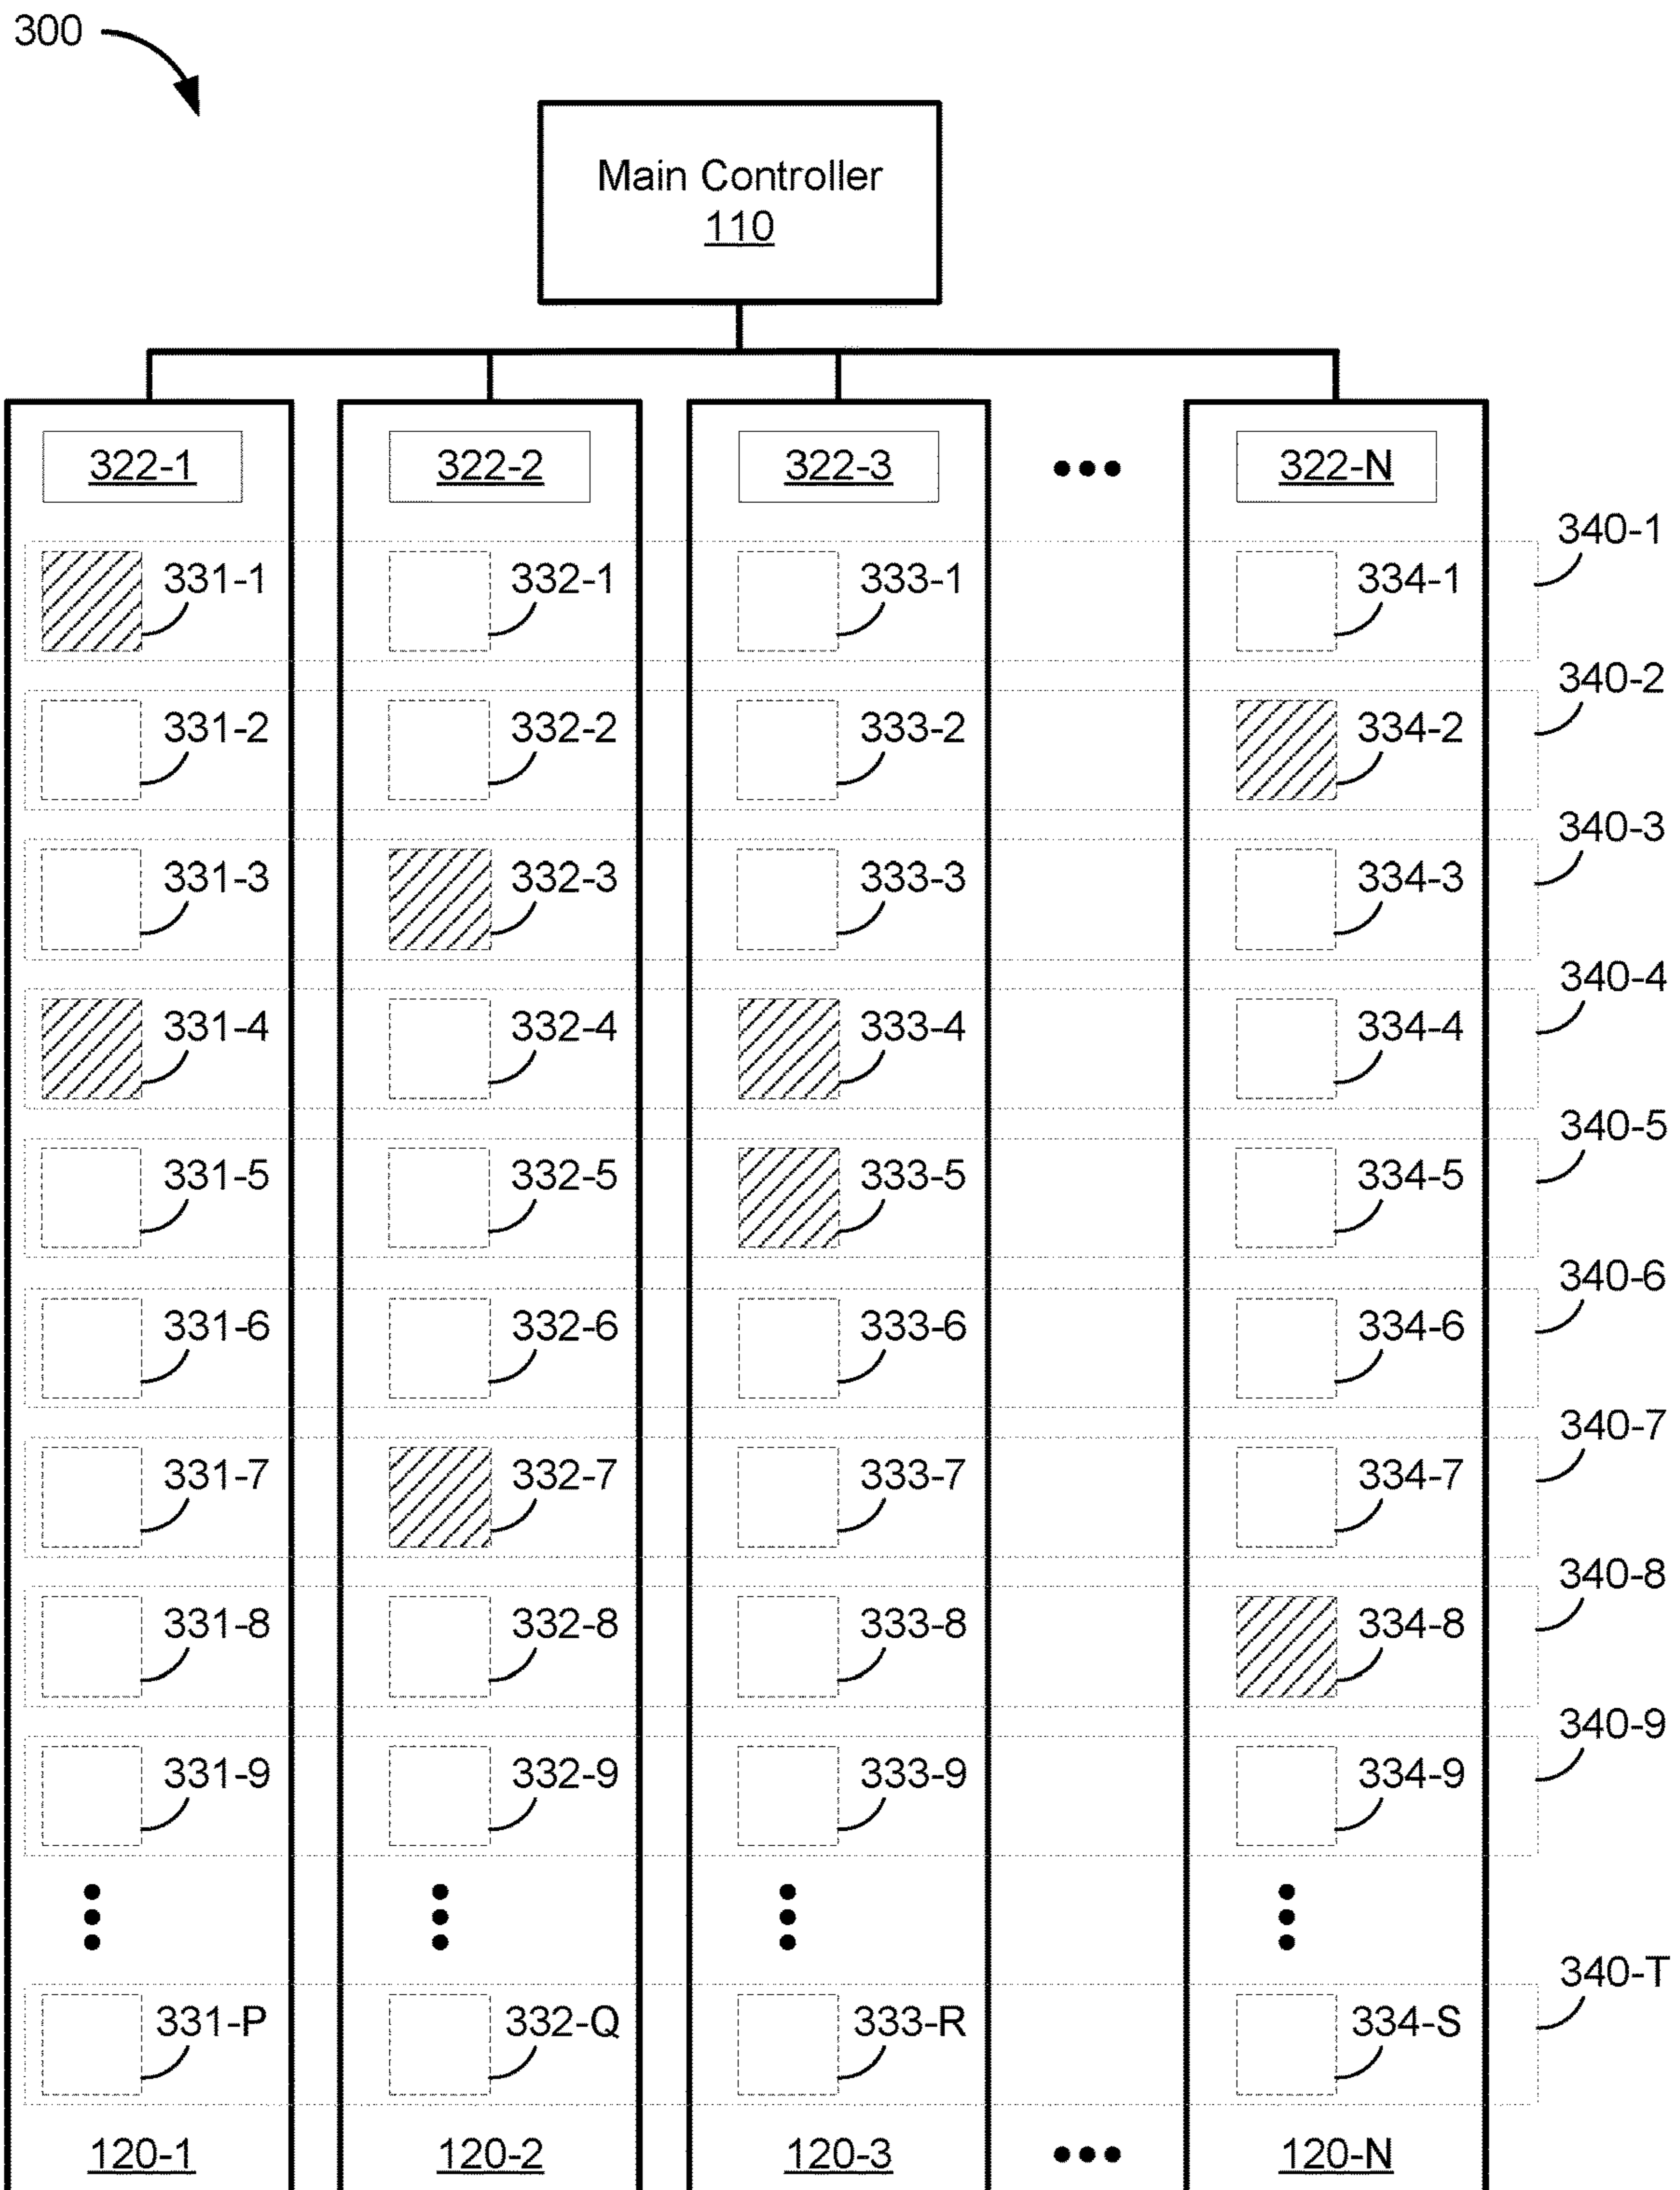 300
Main Controller
110
322-1 322-2 322-3 ••• 322-N
340-1
331-1 332-1 333-1 334-1
340-2
331-2 332-2 333-2 334-2
340-3
331-3 332-3 333-3 334-3
340-4
331-4 332-4 333-4 334-4
340-5
331-5 332-5 333-5 334-5
340-6
331-6 332-6 333-6 334-6
340-7
331-7 332-7 333-7 334-7
340-8
331-8 332-8 333-8 334-8
340-9
331-9 332-9 333-9 334-9
340-T
331-P 332-Q 333-R 334-S
120-1 120-2 120-3 ••• 120-N